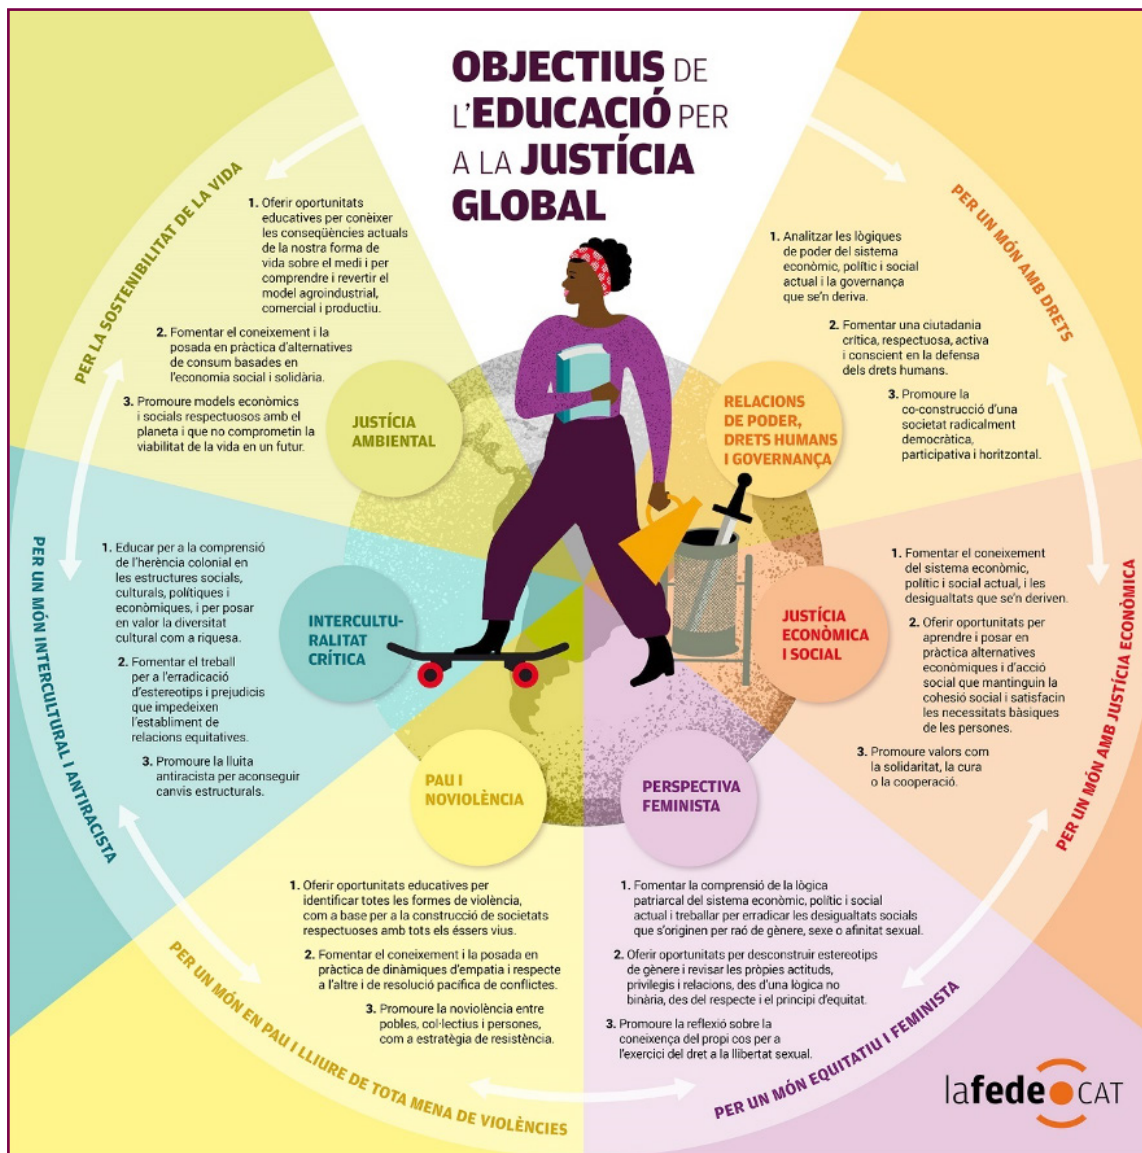 OBJECTIUS DE
L'EDUCACIÓ PER
A LA JUSTÍCIA
GLOBAL
PER UN MÓN AMB DRETS
RELACIONS
DE PODER,
DRETS HUMANS
I GOVERNANÇA
1. Analitzar les lògiques
de poder del sistema
econòmic, polític i social
actual i la governança
que se'n deriva.
2. Fomentar una ciutadania
crítica, respectuosa, activa
i conscient en la defensa
dels drets humans.
3. Promoure la
co-construcció d'una
societat radicalment
democràtica,
participativa i horitzontal.
PER UN MÓN AMB JUSTÍCIA ECONÒMICA
JUSTÍCIA
ECONÒMICA
I SOCIAL
1. Fomentar el coneixement
del sistema econòmic,
polític i social actual, i les
desigualtats que se'n deriven.
2. Oferir oportunitats per
aprendre i posar en
pràctica alternatives
econòmiques i d'acció
social que mantinguin la
cohesió social i satisfacin
les necessitats bàsiques
de les persones.
3. Promoure valors com
la solidaritat, la cura
o la cooperació.
PER UN MÓN EQUITATIU I FEMINISTA
PERSPECTIVA
FEMINISTA
1. Fomentar la comprensió de la lògica
patriarcal del sistema econòmic, polític i social
actual i treballar per erradicar les desigualtats socials
que s'originen per raó de gènere, sexe o afinitat sexual.
2. Oferir oportunitats per desconstruir estereotips
de gènere i revisar les pròpies actituds,
privilegis i relacions, des d'una lògica no
binària, des del respecte i el principi d'equitat.
3. Promoure la reflexió sobre la
coneixença del propi cos per a
l'exercici del dret a la llibertat sexual.
PER UN MÓN EN PAU I LLIURE DE TOTA MENA DE VIOLÈNCIES
PAU I
NOVIOLÈNCIA
1. Oferir oportunitats educatives per
identificar totes les formes de violència,
com a base per a la construcció de societats
respectuoses amb tots els éssers vius.
2. Fomentar el coneixement i la posada en
pràctica de dinàmiques d'empatia i respecte
a l'altre i de resolució pacífica de conflictes.
3. Promoure la noviolència entre
pobles, col·lectius i persones,
com a estratègia de resistència.
PER UN MÓN INTERCULTURAL I ANTIRACISTA
INTERCULTU-
RALITAT
CRÍTICA
1. Educar per a la comprensió
de l'herència colonial en
les estructures socials,
culturals, polítiques i
econòmiques, i per posar
en valor la diversitat
cultural com a riquesa.
2. Fomentar el treball
per a l'erradicació
d'estereotips i prejudicis
que impedeixen
l'establiment de
relacions equitatives.
3. Promoure la lluita
antiracista per aconseguir
canvis estructurals.
PER LA SOSTENIBILITAT DE LA VIDA
JUSTÍCIA
AMBIENTAL
1. Oferir oportunitats
educatives per conèixer
les conseqüències actuals
de la nostra forma de
vida sobre el medi i per
comprendre i revertir el
model agroindustrial,
comercial i productiu.
2. Fomentar el coneixement i la
posada en pràctica d'alternatives
de consum basades en
l'economia social i solidària.
3. Promoure models econòmics
i socials respectuosos amb el
planeta i que no comprometin la
viabilitat de la vida en un futur.
lafede CAT